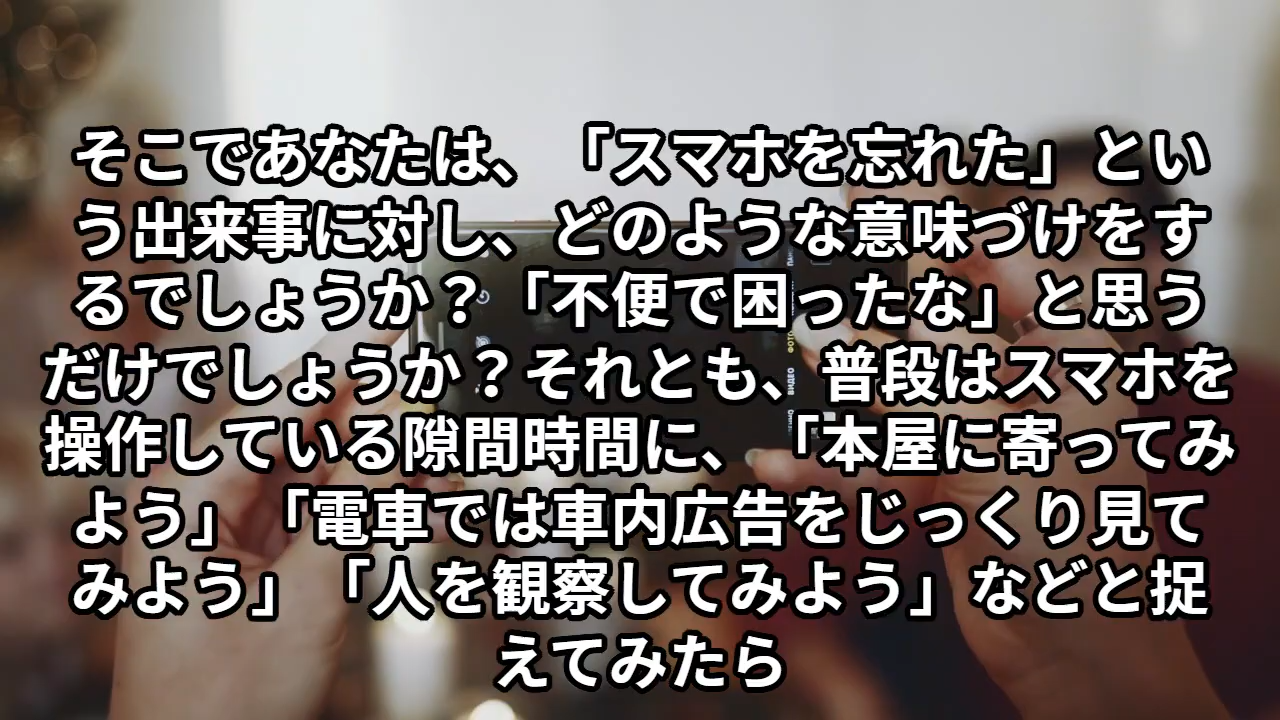 そこであなたは、「スマホを忘れた」とい
う出来事に対し、どのような意味づけをす
るでしょうか？「不便で困ったな」と思う
だけでしょうか？それとも、普段はスマホを
操作している隙間時間に、「本屋に寄ってみ
よう」「電車では車内広告をじっくり見て
みよう」「人を観察してみよう」などと捉
えてみたら
ФОТО
ВИДЕО